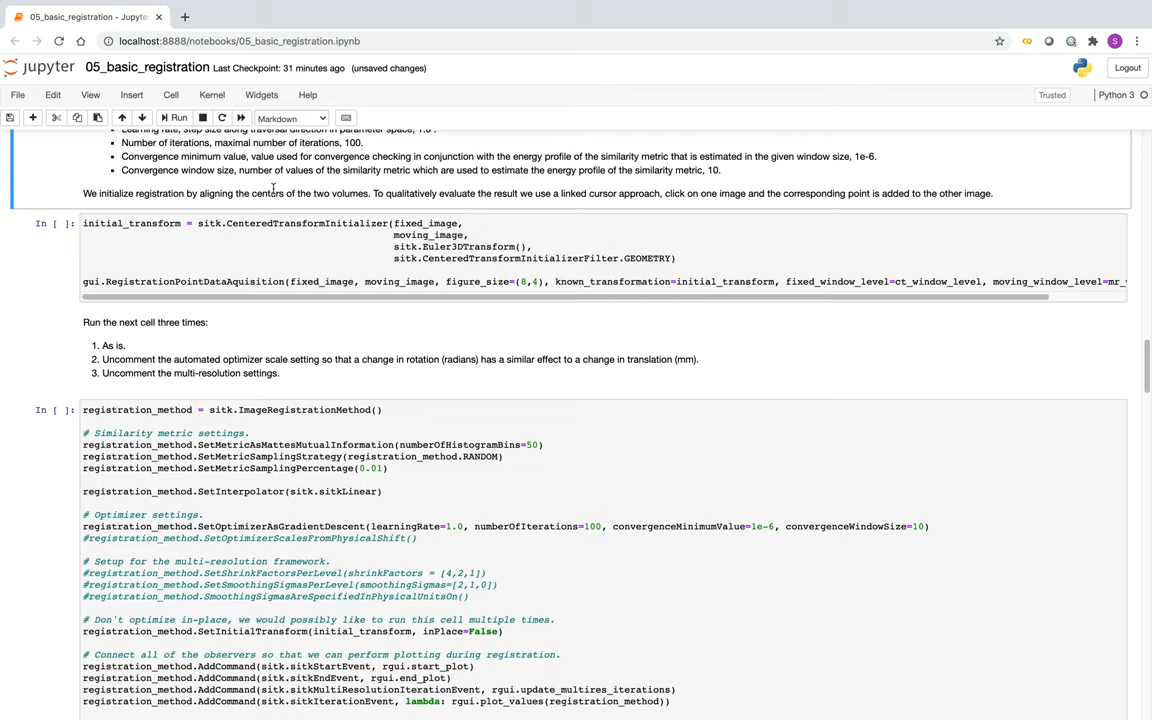 05_basic_registration - Jupyte
localhost:8888/notebooks/05_basic_registration.ipynb
S
jupyter 05_basic_registration Last Checkpoint: 31 minutes ago (unsaved changes)
Logout
File Edit View Insert Cell Kernel Widgets Help
Trusted Python 3
Run Markdown
Learning rate, step size along traversal direction in parameter space, 1.0 .
Number of iterations, maximal number of iterations, 100.
Convergence minimum value, value used for convergence checking in conjunction with the energy profile of the similarity metric that is estimated in the given window size, 1e-6.
Convergence window size, number of values of the similarity metric which are used to estimate the energy profile of the similarity metric, 10.
We initialize registration by aligning the centers of the two volumes. To qualitatively evaluate the result we use a linked cursor approach, click on one image and the corresponding point is added to the other image.
In [ ]: initial_transform = sitk.CenteredTransformInitializer(fixed_image,
moving_image,
sitk.Euler3DTransform(),
sitk.CenteredTransformInitializerFilter.GEOMETRY)
gui.RegistrationPointDataAquisition(fixed_image, moving_image, figure_size=(8,4), known_transformation=initial_transform, fixed_window_level=ct_window_level, moving_window_level=mr_
Run the next cell three times:
1. As is.
2. Uncomment the automated optimizer scale setting so that a change in rotation (radians) has a similar effect to a change in translation (mm).
3. Uncomment the multi-resolution settings.
In [ ]: registration_method = sitk.ImageRegistrationMethod()
# Similarity metric settings.
registration_method.SetMetricAsMattesMutualInformation(numberOfHistogramBins=50)
registration_method.SetMetricSamplingStrategy(registration_method.RANDOM)
registration_method.SetMetricSamplingPercentage(0.01)
registration_method.SetInterpolator(sitk.sitkLinear)
# Optimizer settings.
registration_method.SetOptimizerAsGradientDescent(learningRate=1.0, numberOfIterations=100, convergenceMinimumValue=1e-6, convergenceWindowSize=10)
#registration_method.SetOptimizerScalesFromPhysicalShift()
# Setup for the multi-resolution framework.
#registration_method.SetShrinkFactorsPerLevel(shrinkFactors = [4,2,1])
#registration_method.SetSmoothingSigmasPerLevel(smoothingSigmas=[2,1,0])
#registration_method.SmoothingSigmasAreSpecifiedInPhysicalUnitsOn()
# Don't optimize in-place, we would possibly like to run this cell multiple times.
registration_method.SetInitialTransform(initial_transform, inPlace=False)
# Connect all of the observers so that we can perform plotting during registration.
registration_method.AddCommand(sitk.sitkStartEvent, rgui.start_plot)
registration_method.AddCommand(sitk.sitkEndEvent, rgui.end_plot)
registration_method.AddCommand(sitk.sitkMultiResolutionIterationEvent, rgui.update_multires_iterations)
registration_method.AddCommand(sitk.sitkIterationEvent, lambda: rgui.plot_values(registration_method))